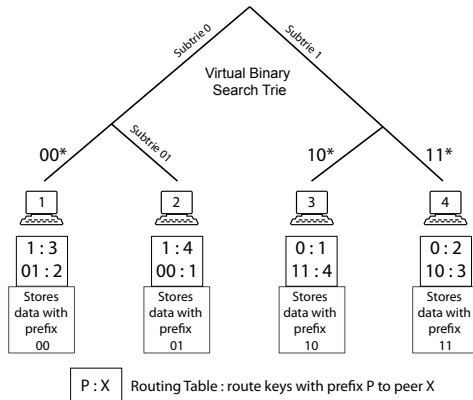 Subtrie 0
Subtrie 1
Virtual Binary
Search Trie
Subtrie 01
00*
10*
11*
1
2
3
4
1 : 3
01 : 2
1 : 4
00 : 1
0 : 1
11 : 4
0 : 2
10 : 3
Stores
data with
prefix
00
Stores
data with
prefix
01
Stores
data with
prefix
10
Stores
data with
prefix
11
P : X
Routing Table : route keys with prefix P to peer X